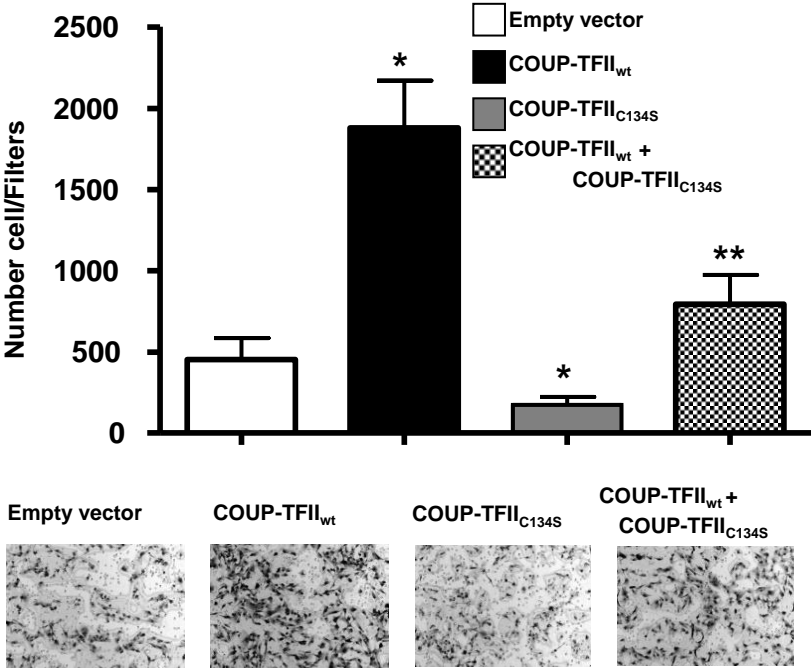 Number cell/Filters
2500
2000
1500
1000
500
0
*
*
**
Empty vector
COUP-TFIIwt
COUP-TFIIC134S
COUP-TFIIwt +
COUP-TFIIC134S
Empty vector
COUP-TFIIwt
COUP-TFIIC134S
COUP-TFIIwt +
COUP-TFIIC134S